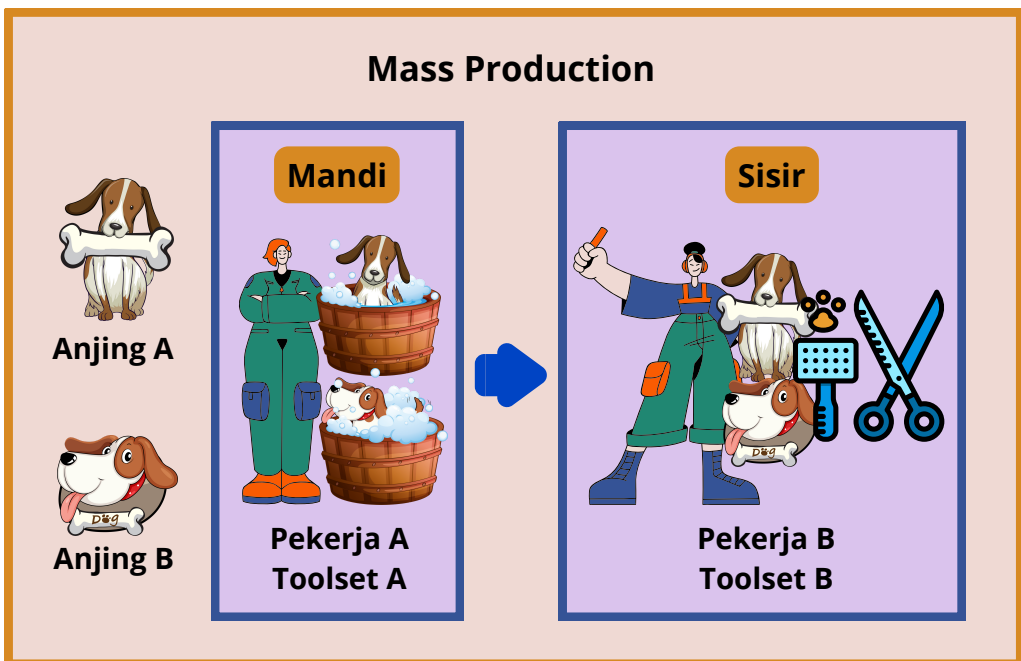 Mass Production
Mandi
Sisir
Anjing A
Anjing B
Dog
Pekerja A
Toolset A
Dog
Pekerja B
Toolset B